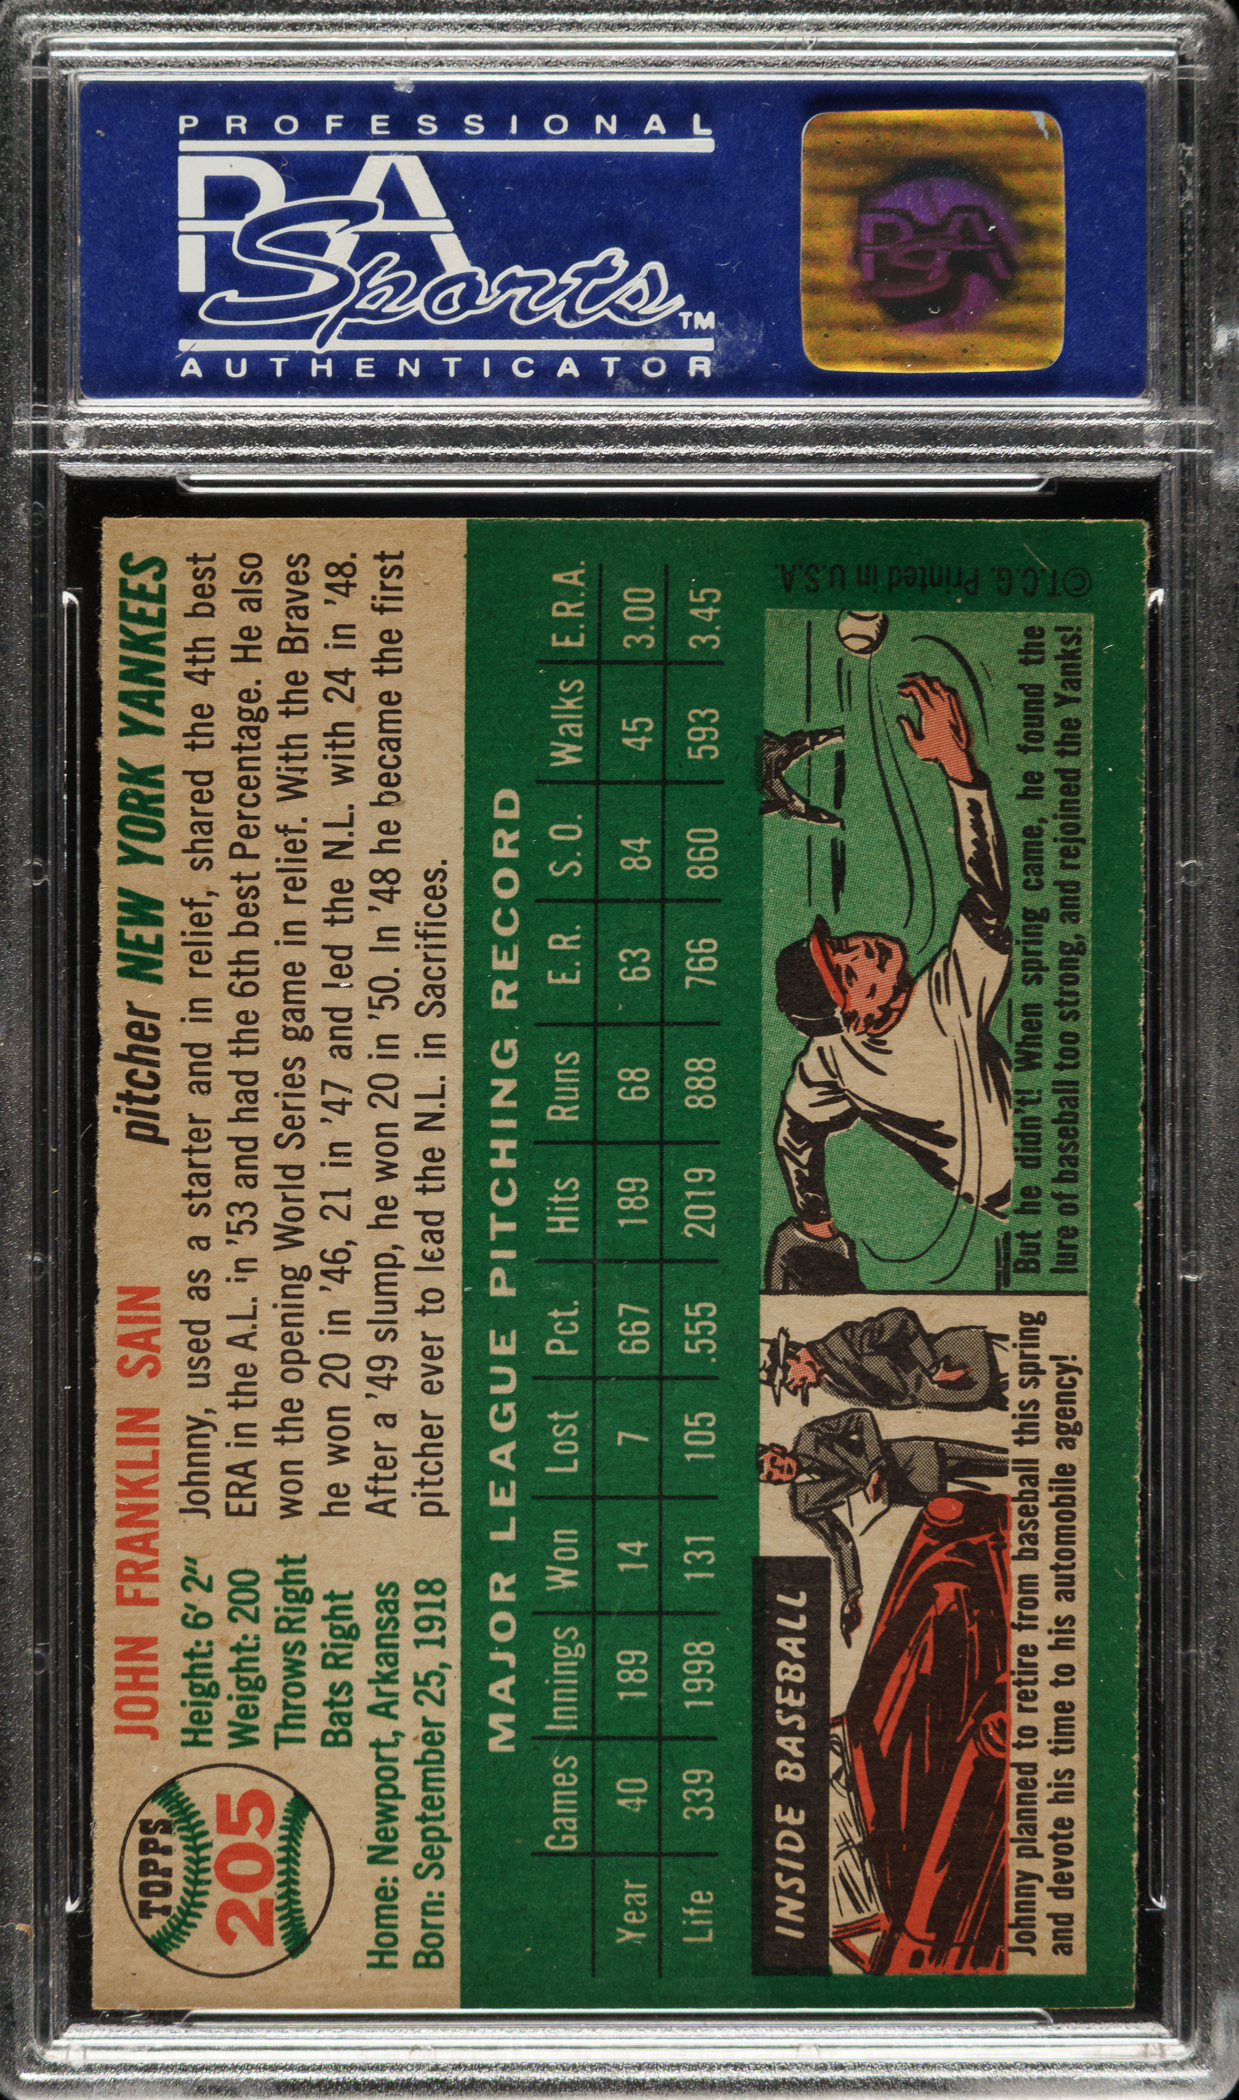 PROFESSIONAL
PSA
Sports™
AUTHENTICATOR
PSA
TOPPS
205
JOHN FRANKLIN SAIN
pitcher NEW YORK YANKEES
Height: 6' 2"
Weight: 200
Throws Right
Bats Right
Home: Newport, Arkansas
Born: September 25, 1918
Johnny, used as a starter and in relief, shared the 4th best
ERA in the A.L. in '53 and had the 6th best Percentage. He also
won the opening World Series game in relief. With the Braves
he won 20 in '46, 21 in '47 and led the N.L. with 24 in '48.
After a '49 slump, he won 20 in '50. In '48 he became the first
pitcher ever to lead the N.L. in Sacrifices.
MAJOR LEAGUE PITCHING RECORD
Games Innings Won Lost Pct. Hits Runs E.R. S.O. Walks E.R.A.
Year 40 189 14 7 667 189 68 63 84 45 3.00
Life 339 1998 131 105 .555 2019 888 766 860 593 3.45
INSIDE BASEBALL
Johnny planned to retire from baseball this spring
and devote his time to his automobile agency!
But he didn't! When spring came, he found the
lure of baseball too strong, and rejoined the Yanks!
©T.C.G. Printed in U.S.A.